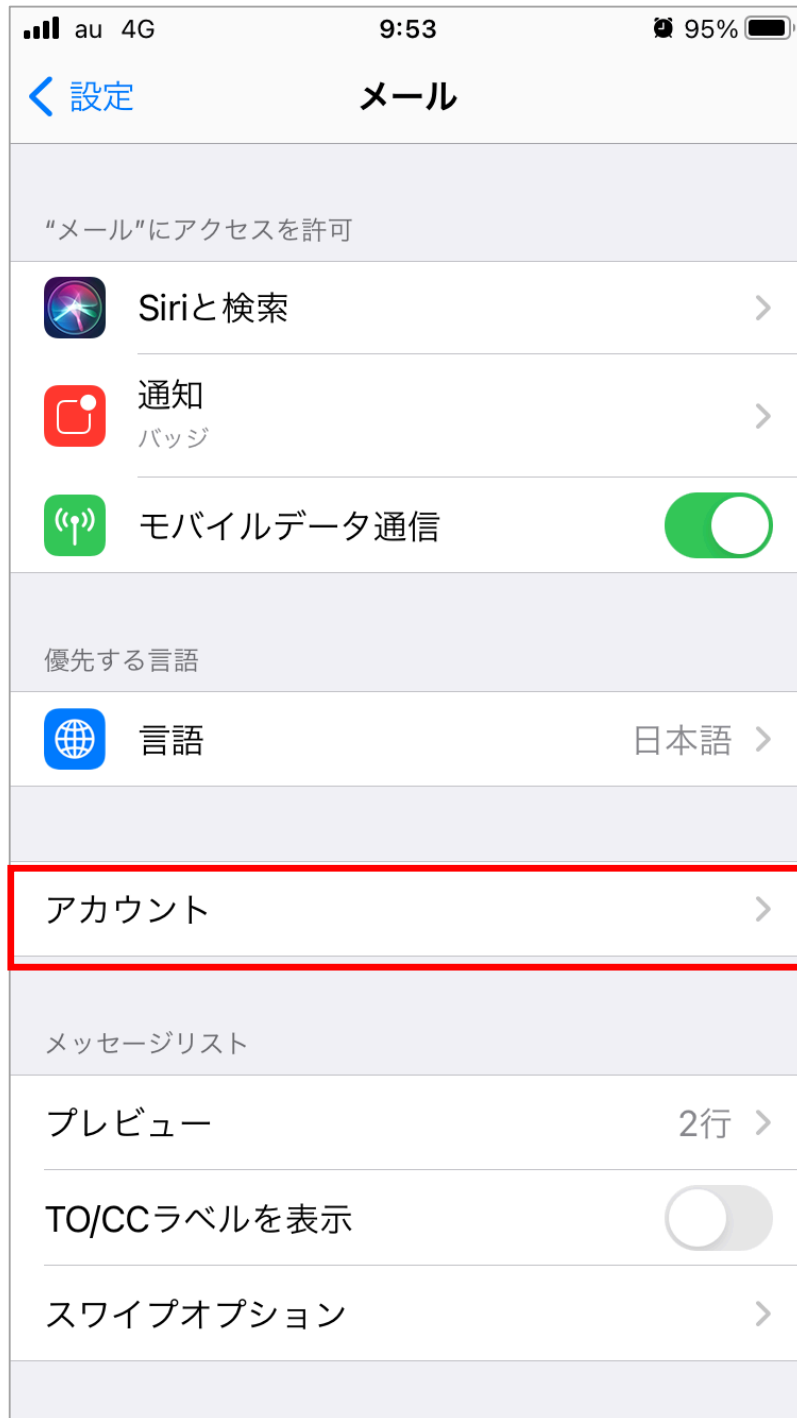 au 4G 9:53 95%
設定 メール
“メール”にアクセスを許可
Siriと検索
通知
バッジ
モバイルデータ通信
優先する言語
言語 日本語
アカウント
メッセージリスト
プレビュー 2行
TO/CCラベルを表示
スワイプオプション